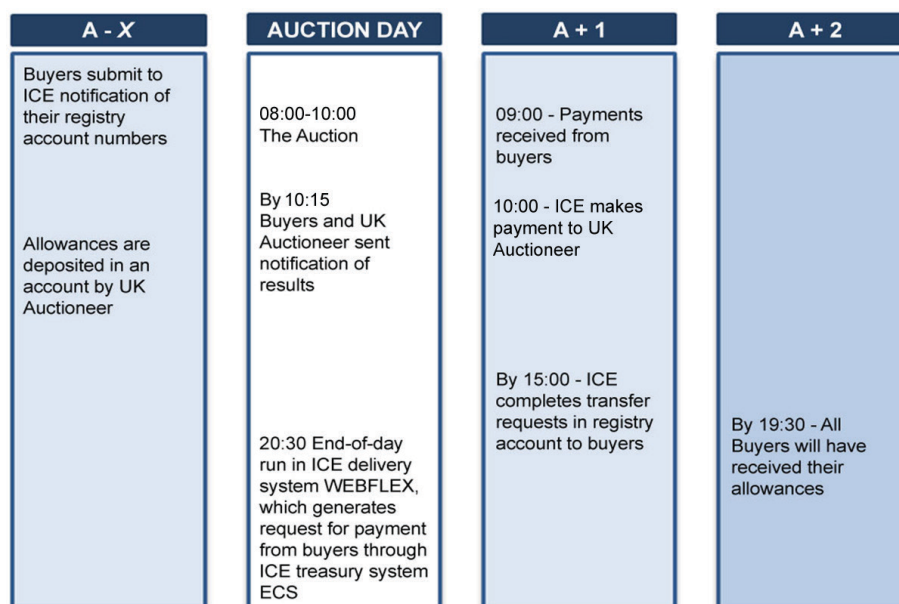 A - X
Buyers submit to
ICE notification of
their registry
account numbers
Allowances are
deposited in an
account by UK
Auctioneer
AUCTION DAY
08:00-10:00
The Auction
By 10:15
Buyers and UK
Auctioneer sent
notification of
results
20:30 End-of-day
run in ICE delivery
system WEBFLEX,
which generates
request for payment
from buyers through
ICE treasury system
ECS
A + 1
09:00 - Payments
received from
buyers
10:00 - ICE makes
payment to UK
Auctioneer
By 15:00 - ICE
completes transfer
requests in registry
account to buyers
A + 2
By 19:30 - All
Buyers will have
received their
allowances